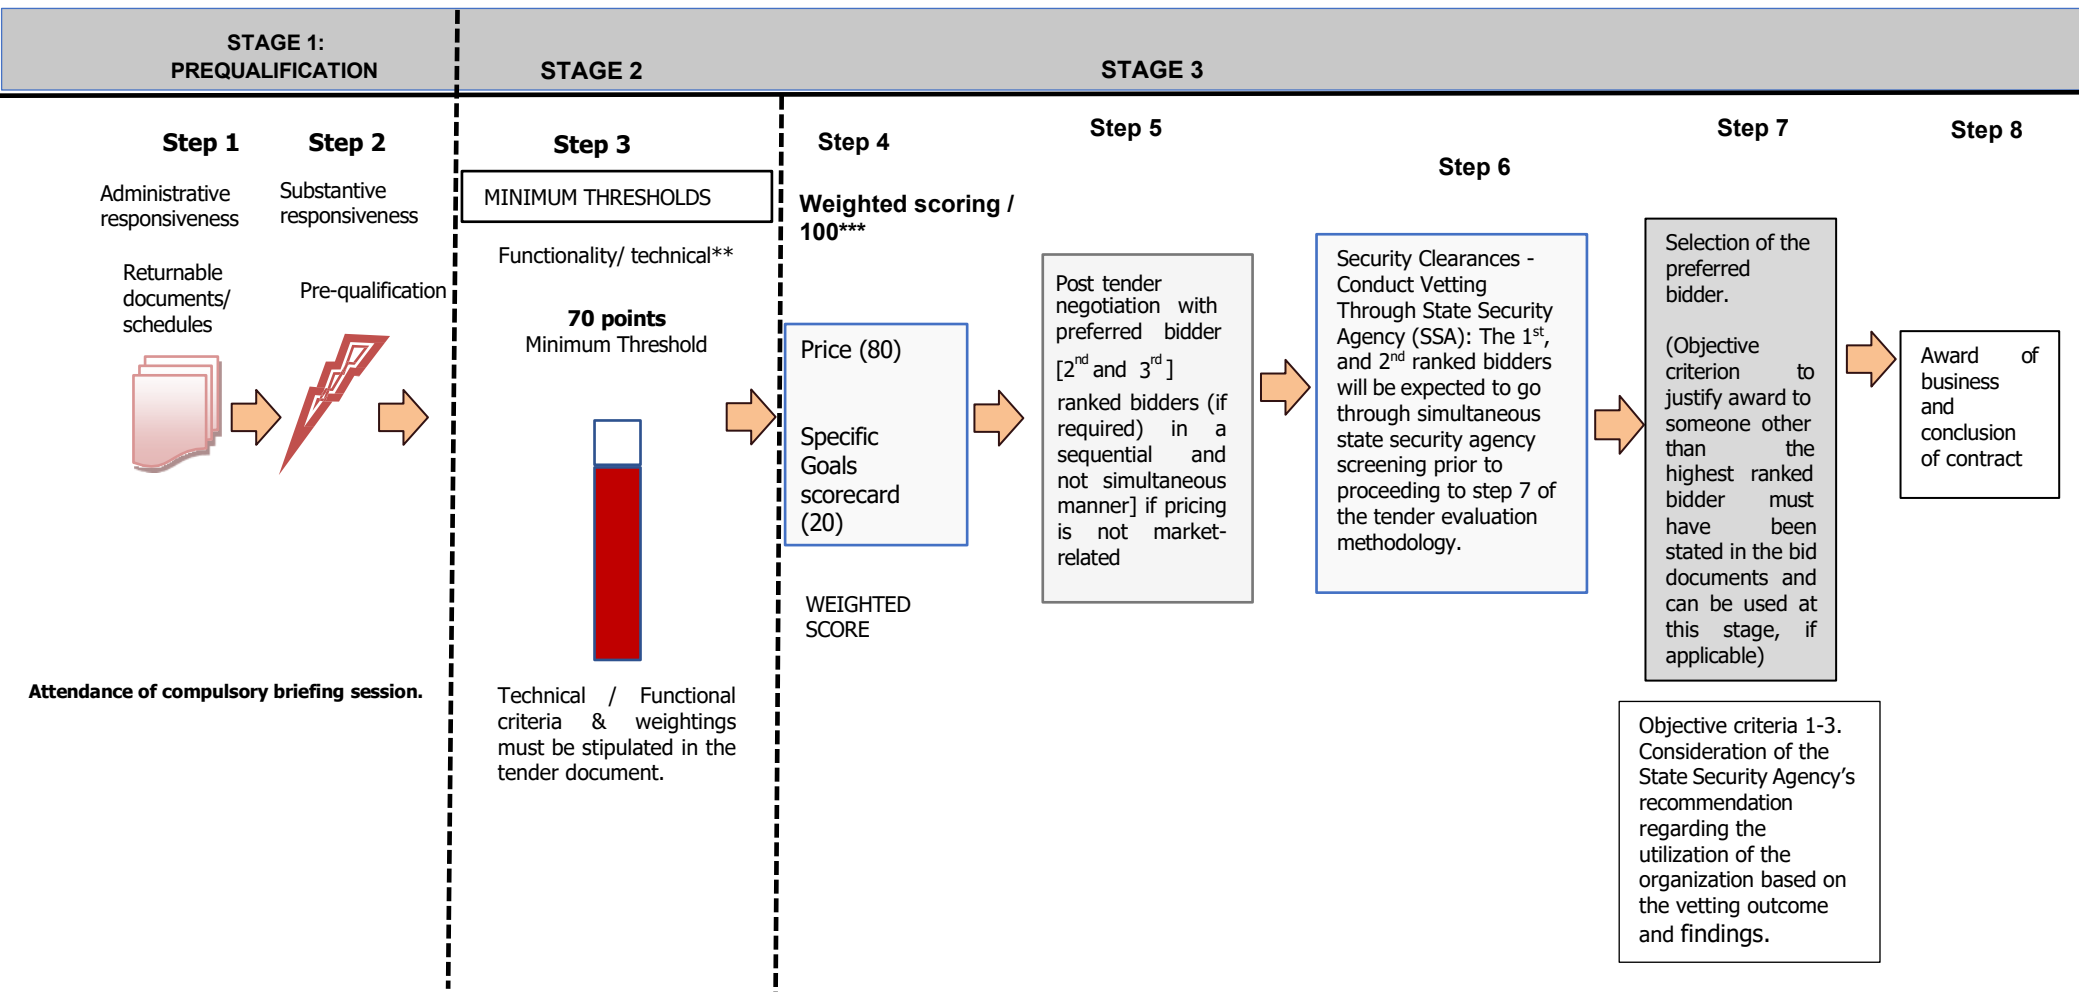 STAGE 1:
PREQUALIFICATION
STAGE 2
STAGE 3
Step 1
Administrative
responsiveness
Returnable
documents/
schedules
Step 2
Substantive
responsiveness
Pre-qualification
Attendance of compulsory briefing session.
Step 3
MINIMUM THRESHOLDS
Functionality/ technical**
70 points
Minimum Threshold
Technical / Functional
criteria & weightings
must be stipulated in the
tender document.
Step 4
Weighted scoring /
100***
Price (80)
Specific
Goals
scorecard
(20)
WEIGHTED
SCORE
Step 5
Post tender
negotiation with
preferred bidder
[2nd and 3rd ]
ranked bidders (if
required) in a
sequential and
not simultaneous
manner] if pricing
is not market-
related
Step 6
Security Clearances -
Conduct Vetting
Through State Security
Agency (SSA): The 1st,
and 2nd ranked bidders
will be expected to go
through simultaneous
state security agency
screening prior to
proceeding to step 7 of
the tender evaluation
methodology.
Step 7
Selection of the
preferred
bidder.
(Objective
criterion to
justify award to
someone other
than the
highest ranked
bidder must
have been
stated in the bid
documents and
can be used at
this stage, if
applicable)
Objective criteria 1-3.
Consideration of the
State Security Agency’s
recommendation
regarding the
utilization of the
organization based on
the vetting outcome
and findings.
Step 8
Award of
business
and
conclusion
of contract